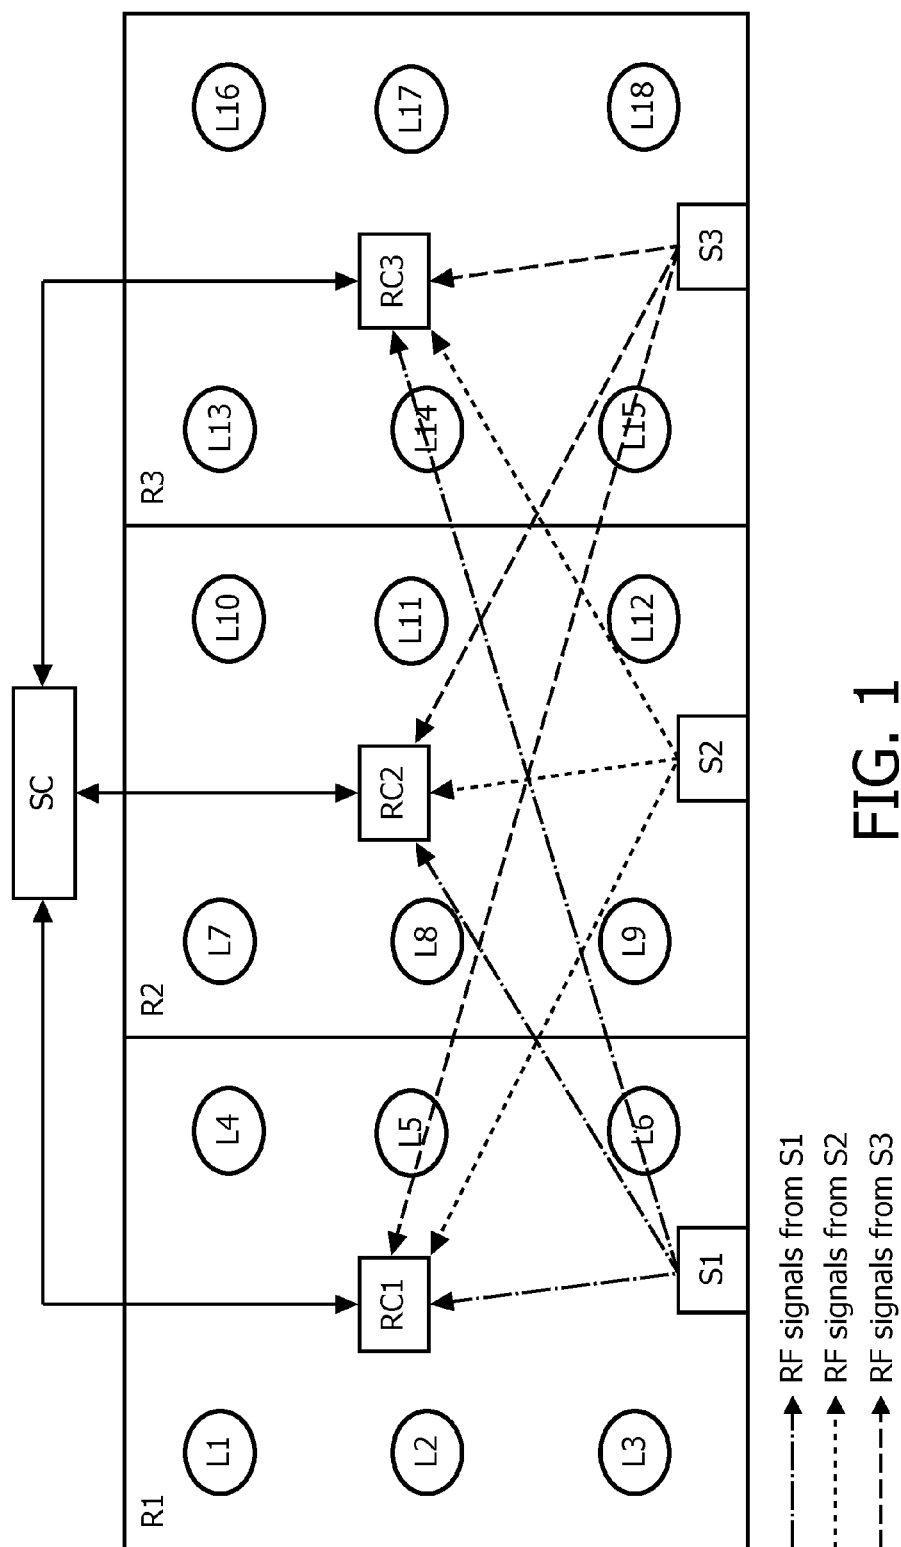 SC
R1
R2
R3
L1
L4
L7
L10
L13
L16
L2
RC1
L5
L8
RC2
L11
L14
RC3
L17
L3
L6
L9
L12
L15
L18
S1
S2
S3
RF signals from S1
RF signals from S2
RF signals from S3
FIG. 1